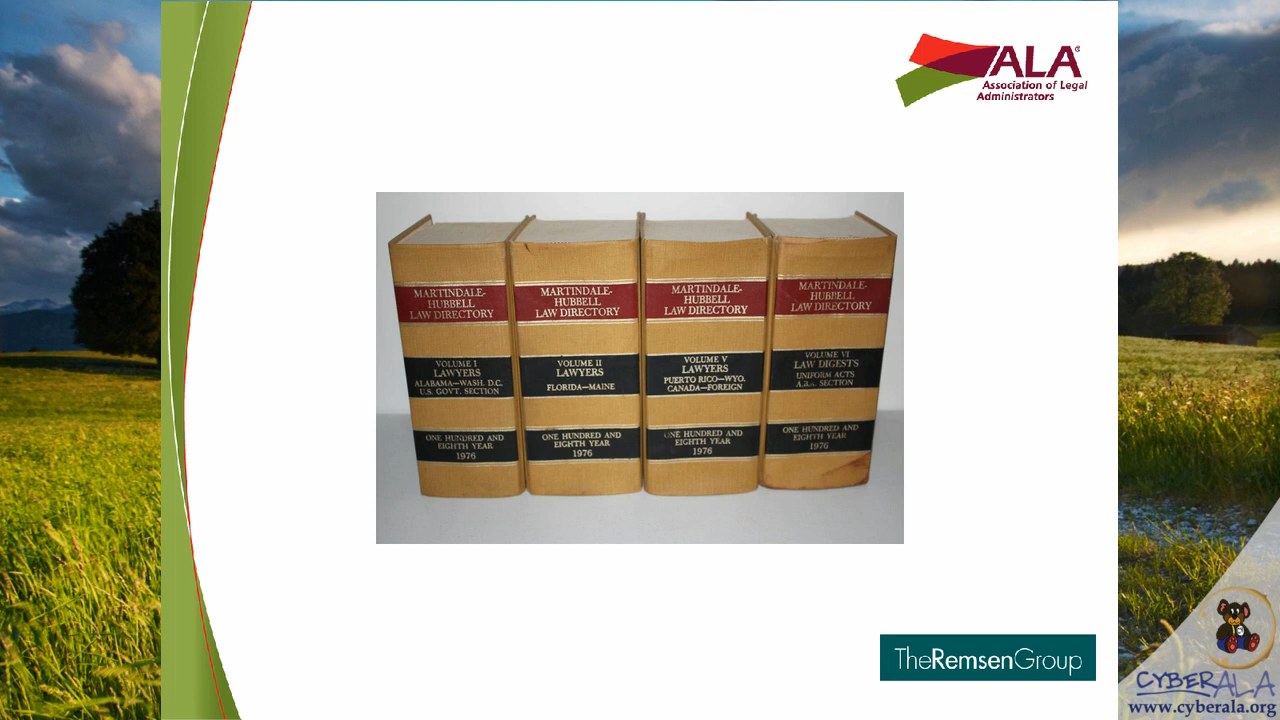 ALA®
Association of Legal
Administrators
MARTINDALE-
HUBBELL
LAW DIRECTORY
VOLUME I
LAWYERS
ALABAMA—WASH. D.C.
U.S. GOVT. SECTION
ONE HUNDRED AND
EIGHTH YEAR
1976
MARTINDALE-
HUBBELL
LAW DIRECTORY
VOLUME II
LAWYERS
FLORIDA—MAINE
ONE HUNDRED AND
EIGHTH YEAR
1976
MARTINDALE-
HUBBELL
LAW DIRECTORY
VOLUME V
LAWYERS
PUERTO RICO—WYO.
CANADA—FOREIGN
ONE HUNDRED AND
EIGHTH YEAR
1976
MARTINDALE-
HUBBELL
LAW DIRECTORY
VOLUME VI
LAW DIGESTS
UNIFORM ACTS
A.B.A. SECTION
ONE HUNDRED AND
EIGHTH YEAR
1976
TheRemsenGroup
CYBERALA
www.cyberala.org